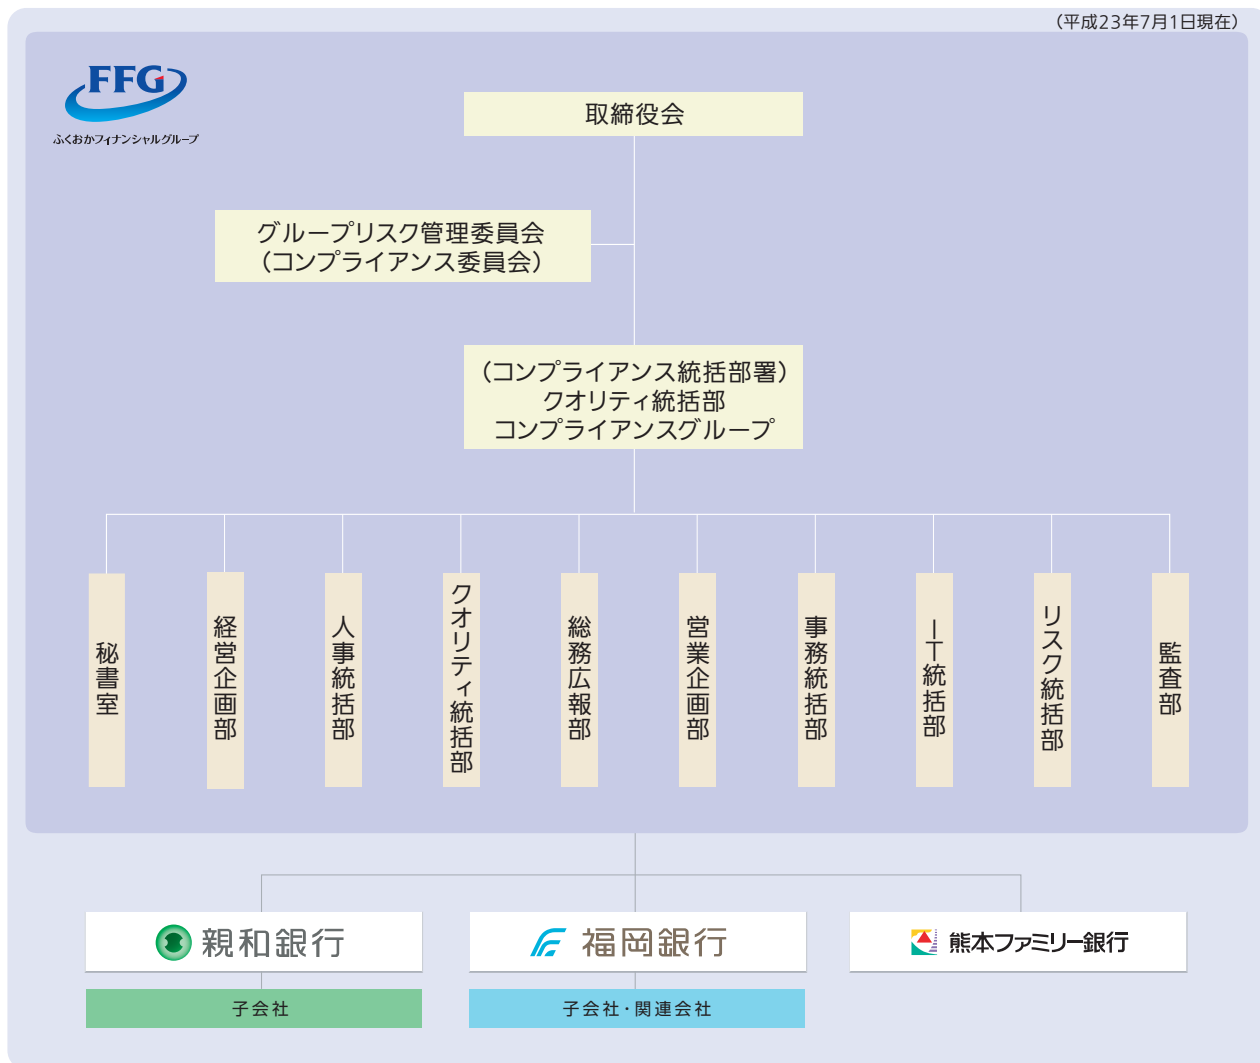 （平成23年7月1日現在）
FFG
ふくおかフィナンシャルグループ
取締役会
グループリスク管理委員会
（コンプライアンス委員会）
（コンプライアンス統括部署）
クオリティ統括部
コンプライアンスグループ
秘書室
経営企画部
人事統括部
クオリティ統括部
総務広報部
営業企画部
事務統括部
IT統括部
リスク統括部
監査部
親和銀行
福岡銀行
熊本ファミリー銀行
子会社
子会社・関連会社